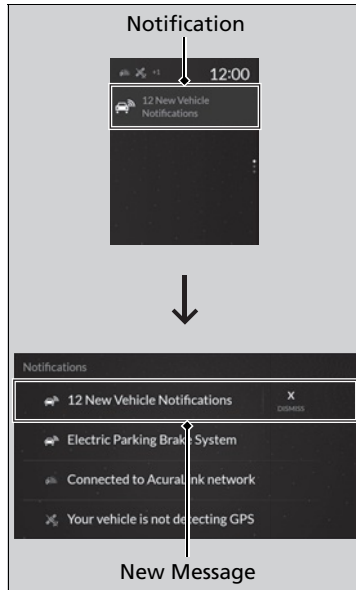 Notification
+1 12:00
12 New Vehicle
Notifications
Notifications
12 New Vehicle Notifications X
DISMISS
Electric Parking Brake System
Connected to AcuraLink network
Your vehicle is not detecting GPS
New Message